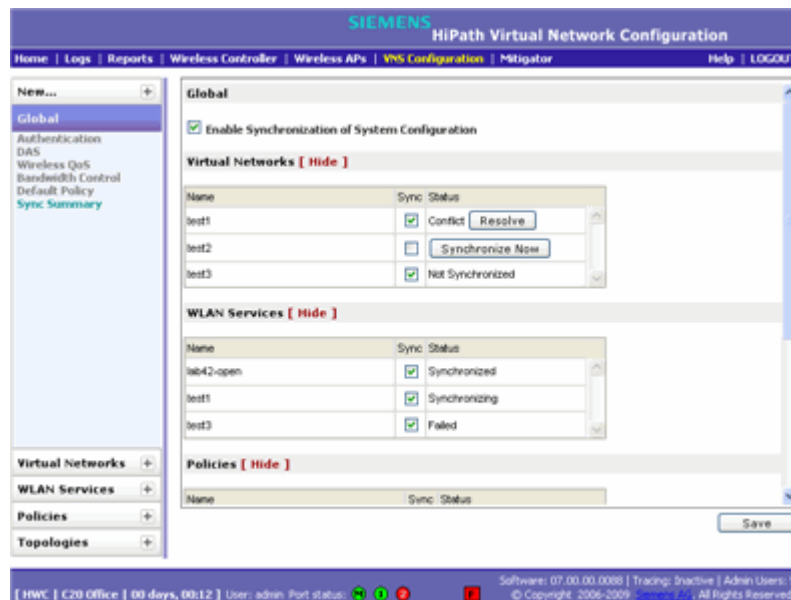 SIEMENS
HiPath Virtual Network Configuration
Home | Logs | Reports | Wireless Controller | Wireless APs | VNS Configuration | Mitigator Help | LOGOUT
New... +
Global
Authentication
DAS
Wireless QoS
Bandwidth Control
Default Policy
Sync Summary
Virtual Networks +
WLAN Services +
Policies +
Topologies +
Global
Enable Synchronization of System Configuration
Virtual Networks [ Hide ]
Name Sync Status
test1 Conflict Resolve
test2 Synchronize Now
test3 Not Synchronized
WLAN Services [ Hide ]
Name Sync Status
lab42-open Synchronized
test1 Synchronizing
test3 Failed
Policies [ Hide ]
Name Sync Status
Save
[ HWC | C20 Office | 00 days, 00:12 ] User: admin Port status: M 1 2 F
Software: 07.00.00.0088 | Tracing: Inactive | Admin Users:
© Copyright 2006-2009 Siemens AG, All Rights Reserved